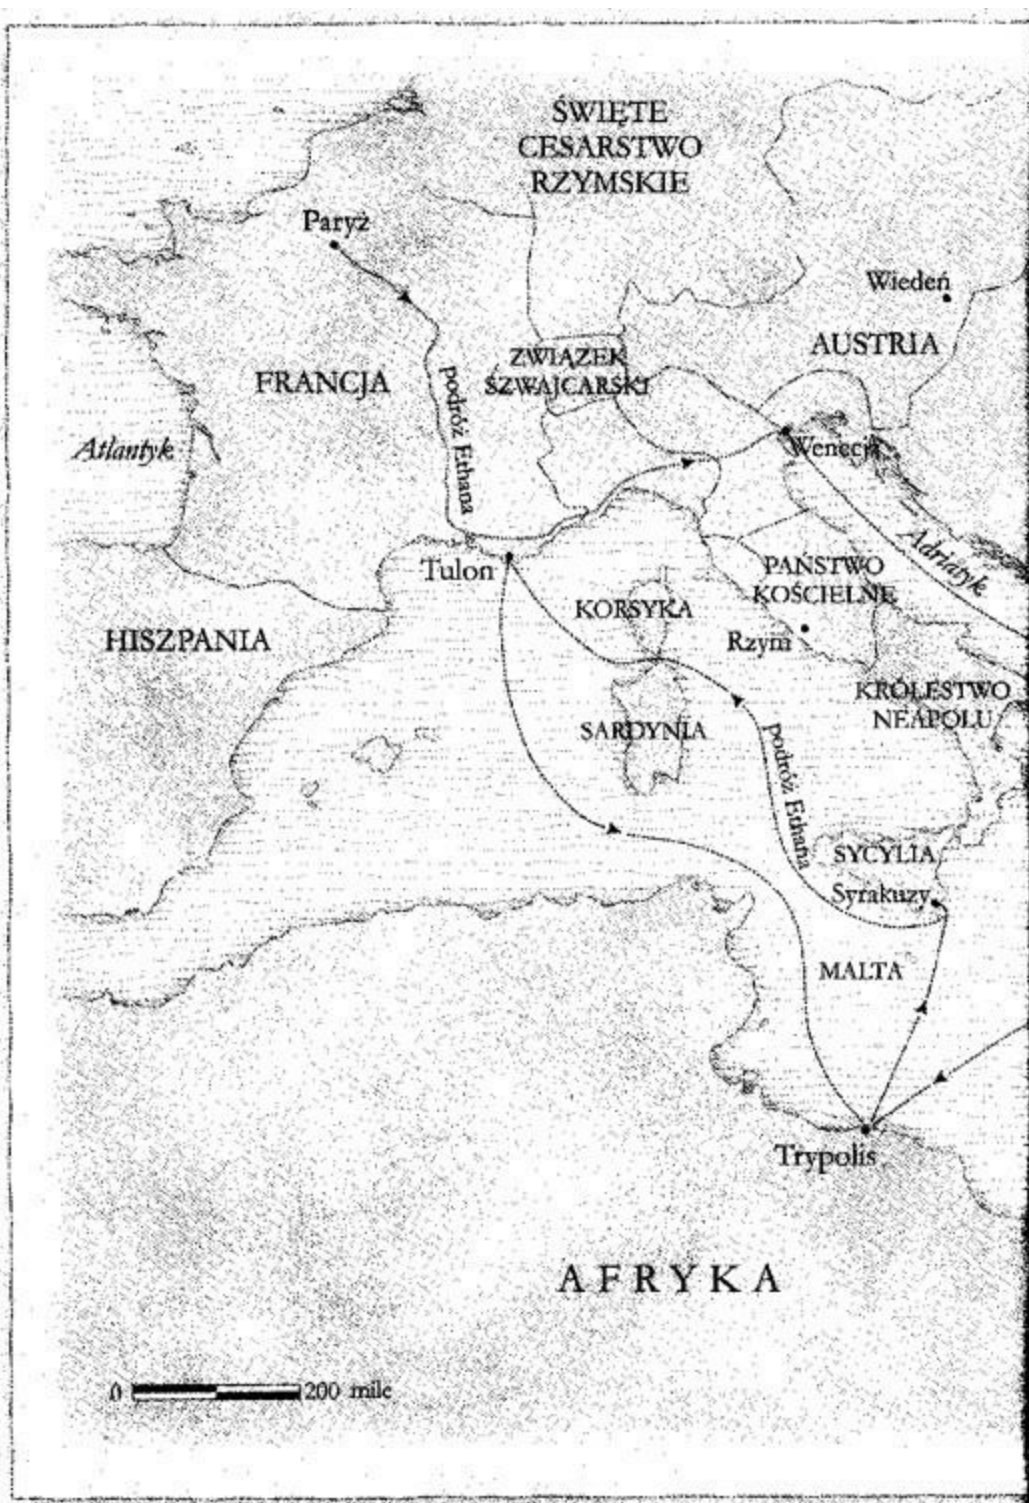 ŚWIĘTE
CESARSTWO
RZYMSKIE
Paryż
Wiedeń
AUSTRIA
ZWIĄZEK
SZWAJCARSKI
FRANCJA
podróż Ethana
Atlantyk
Wenecja
Adriatyk
Tulon
PAŃSTWO
KOŚCIELNE
KORSYKA
HISZPANIA
Rzym
KRÓLESTWO
NEAPOLU
SARDYNIA
podróż Ethana
SYCYLIA
Syrakuzy
MALTA
Trypolis
AFRYKA
0 200 mile